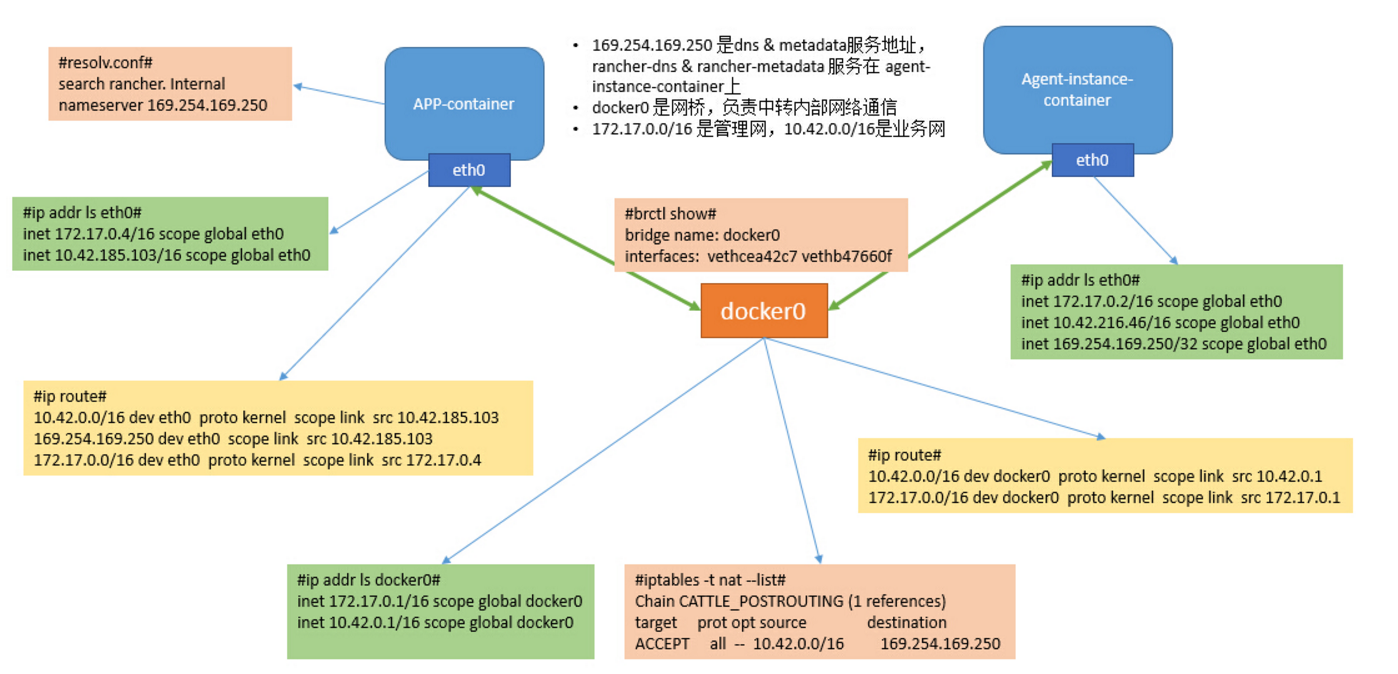 #resolv.conf#
search rancher. Internal
nameserver 169.254.169.250
APP-container
eth0
• 169.254.169.250 是dns & metadata服务地址，
rancher-dns & rancher-metadata 服务在 agent-
instance-container上
• docker0 是网桥，负责中转内部网络通信
• 172.17.0.0/16 是管理网，10.42.0.0/16是业务网
Agent-instance-
container
eth0
#ip addr ls eth0#
inet 172.17.0.4/16 scope global eth0
inet 10.42.185.103/16 scope global eth0
#brctl show#
bridge name: docker0
interfaces: vethcea42c7 vethb47660f
docker0
#ip addr ls eth0#
inet 172.17.0.2/16 scope global eth0
inet 10.42.216.46/16 scope global eth0
inet 169.254.169.250/32 scope global eth0
#ip route#
10.42.0.0/16 dev eth0 proto kernel scope link src 10.42.185.103
169.254.169.250 dev eth0 scope link src 10.42.185.103
172.17.0.0/16 dev eth0 proto kernel scope link src 172.17.0.4
#ip route#
10.42.0.0/16 dev docker0 proto kernel scope link src 10.42.0.1
172.17.0.0/16 dev docker0 proto kernel scope link src 172.17.0.1
#ip addr ls docker0#
inet 172.17.0.1/16 scope global docker0
inet 10.42.0.1/16 scope global docker0
#iptables -t nat --list#
Chain CATTLE_POSTROUTING (1 references)
target prot opt source destination
ACCEPT all -- 10.42.0.0/16 169.254.169.250